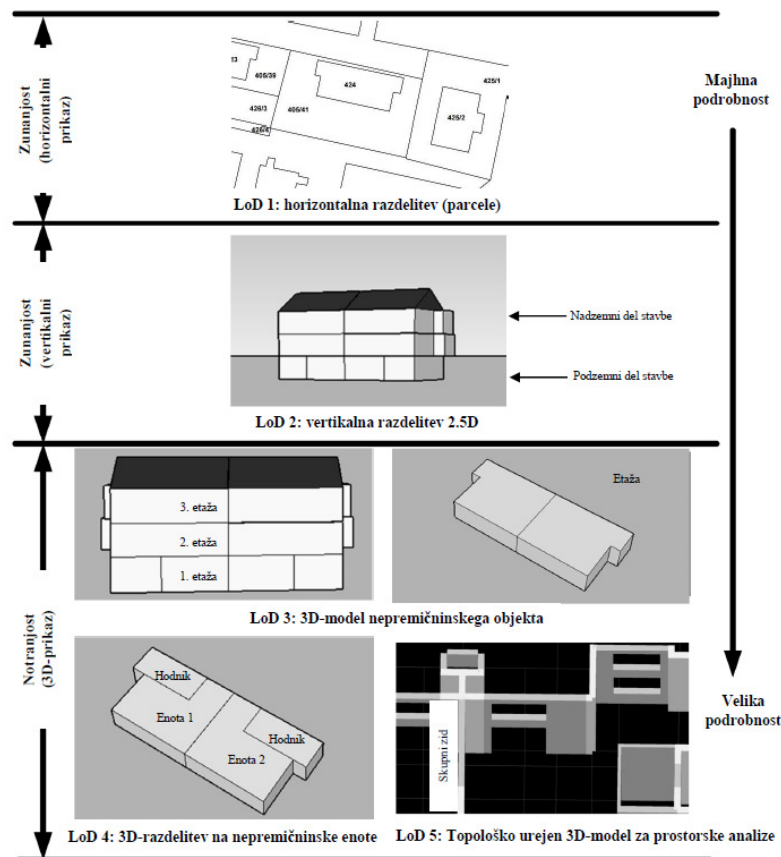 Zunanjost
(horizontalni
prikaz)
405/39
424
425/1
426/3
405/41
425/2
Majhna
podrobnost
LoD 1: horizontalna razdelitev (parcele)
Zunanjost
(vertikalni
prikaz)
Nadzemni del stavbe
Podzemni del stavbe
LoD 2: vertikalna razdelitev 2.5D
Notranjost
(3D-prikaz)
3. etaža
2. etaža
1. etaža
Etaža
LoD 3: 3D-model nepremičninskega objekta
Hodnik
Enota 1
Enota 2
Hodnik
Skupni zid
Velika
podrobnost
LoD 4: 3D-razdelitev na nepremičninske enote
LoD 5: Topološko urejen 3D-model za prostorske analize